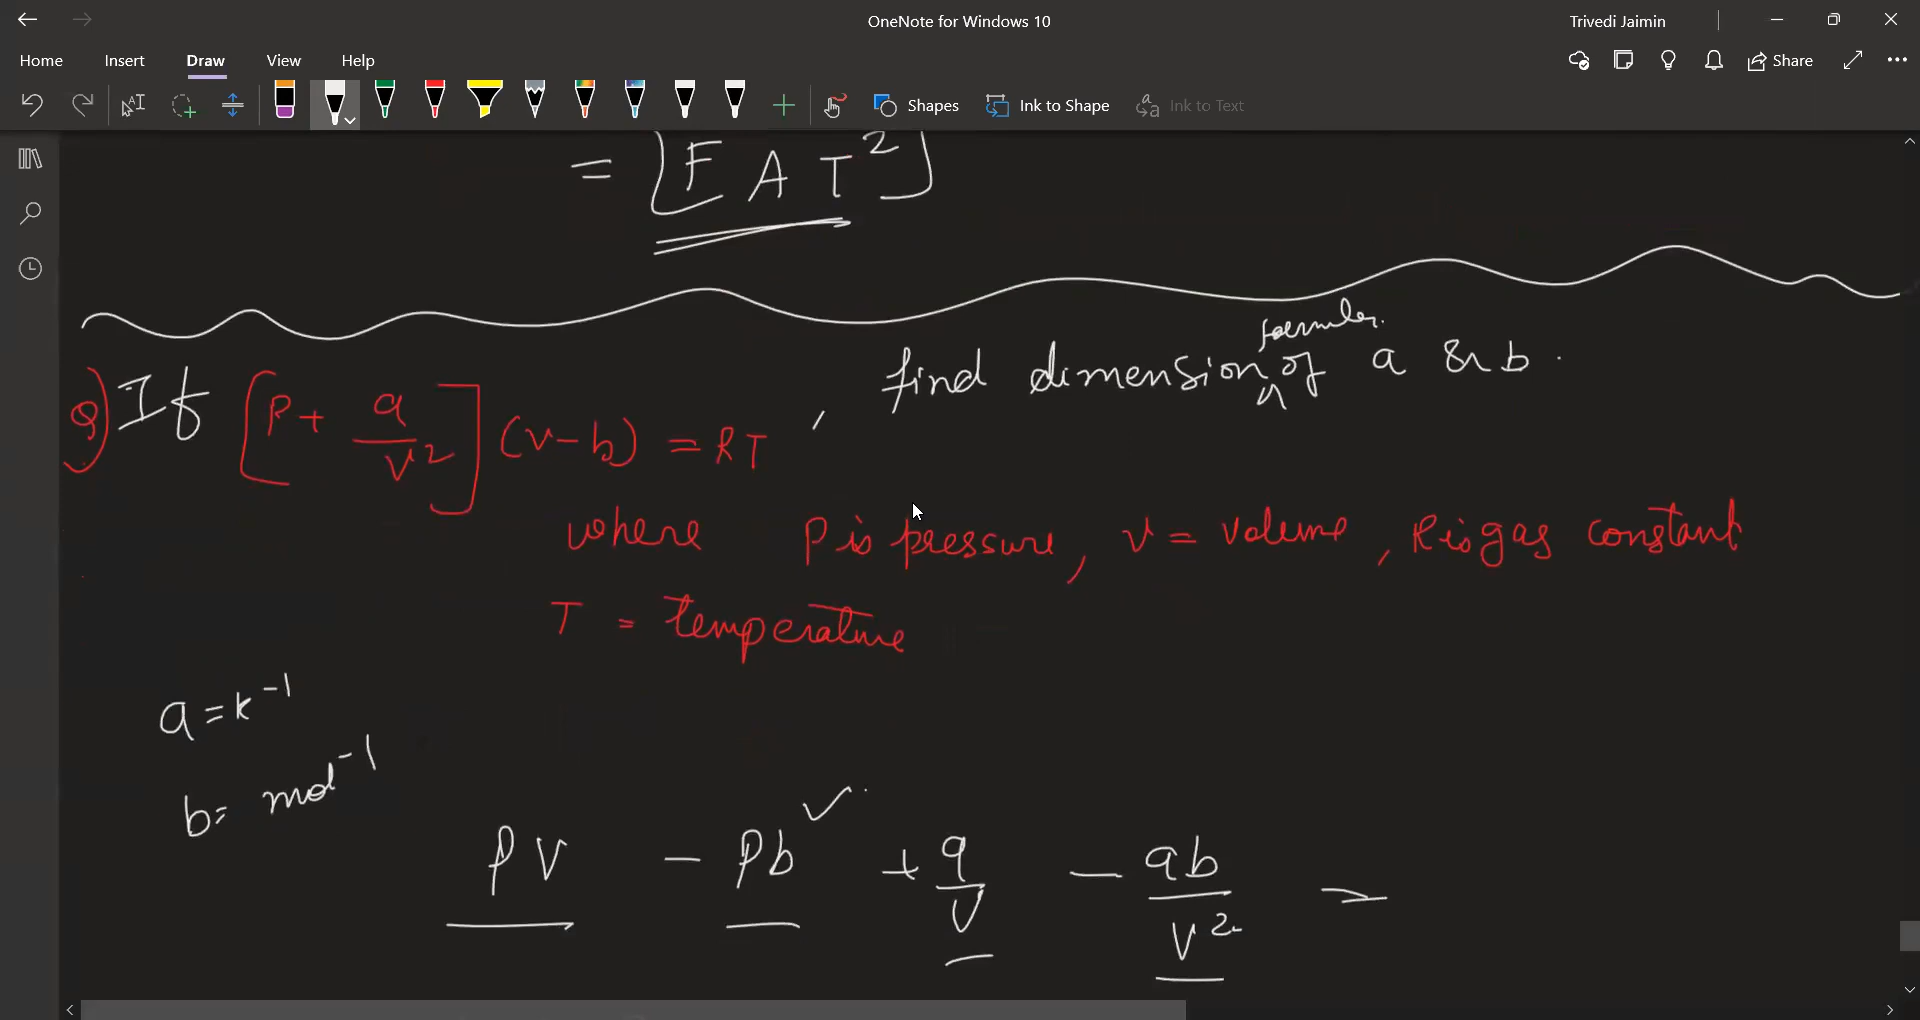 OneNote for Windows 10
Trivedi Jaimin
Home Insert Draw View Help
Share
Shapes Ink to Shape Ink to Text
= [F A T²]
Q) If [P + a/V²] (v-b) = RT , find dimension formula of a & b .
where P is pressure, v = volume, R is gas constant
T = temperature
a = k⁻¹
b = mol⁻¹
PV - Pb ✓ + a/V - ab/V² =